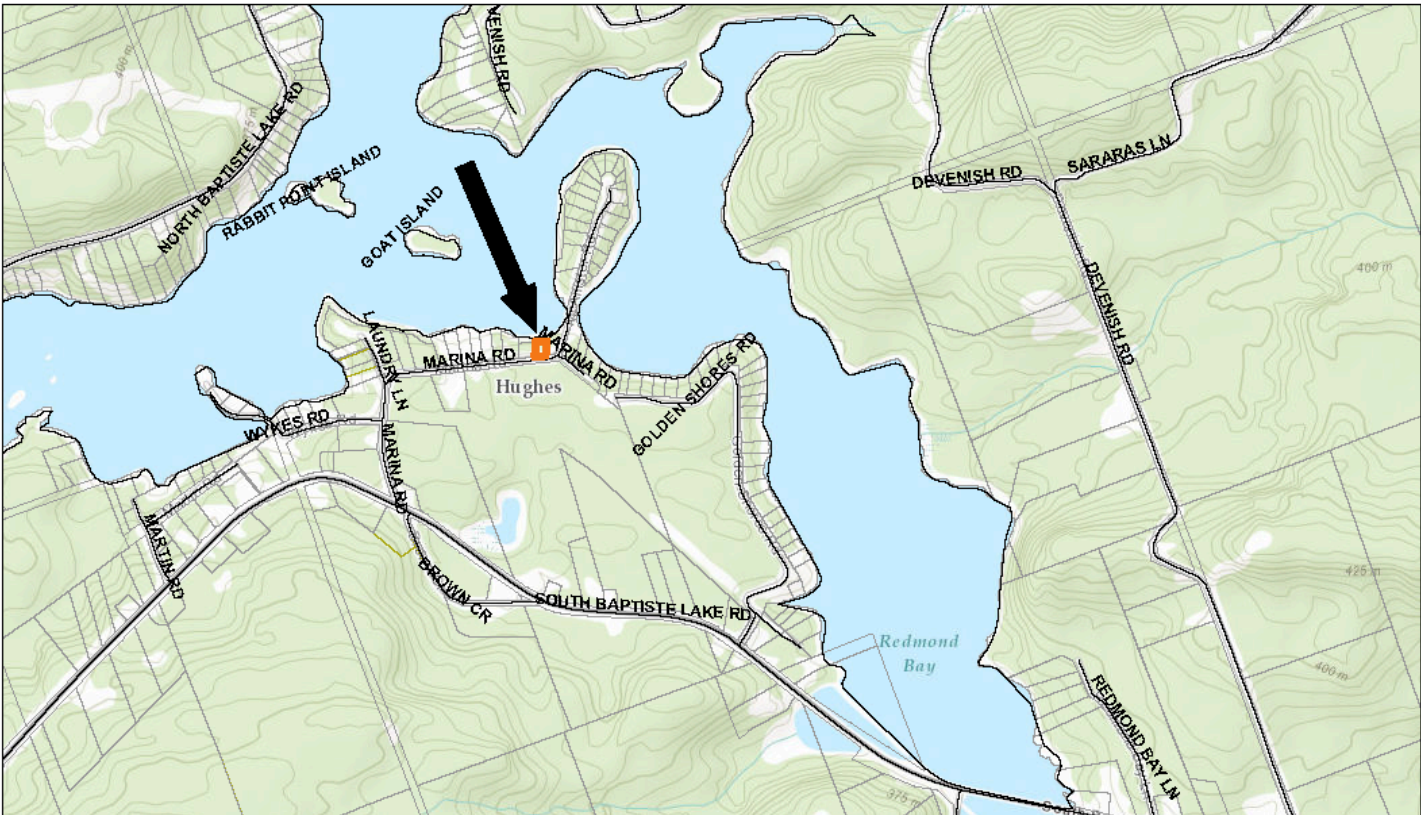 400 m
VENISH RD
NORTH BAPTISTE LAKE RD
RABBIT POINT ISLAND
GOAT ISLAND
SARARAS LN
DEVENISH RD
DEVENISH RD
400 m
LAUNDRY LN
MARINA RD
MARINA RD
Hughes
GOLDEN SHORES RD
WYKES RD
MARINA RD
MARTIN RD
BROWN CR
SOUTH BAPTISTE LAKE RD
425 m
Redmond
Bay
400 m
REDMOND BAY LN
375 m